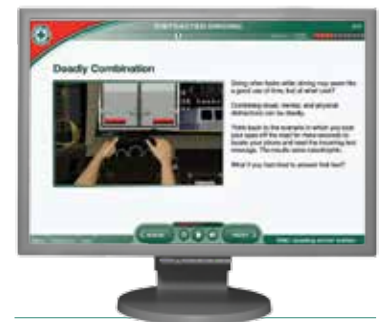 DISTRACTED DRIVING
Deadly Combination
Doing other tasks while driving may seem like
a good use of time, but at what cost?
Combining visual, mental, and physical
distractions can be deadly.
Think back to the scenario in which you took
your eyes off the road for three seconds to
locate your phone and read the incoming text
message. The results were catastrophic.
What if you had tried to answer that text?
BACK
NEXT